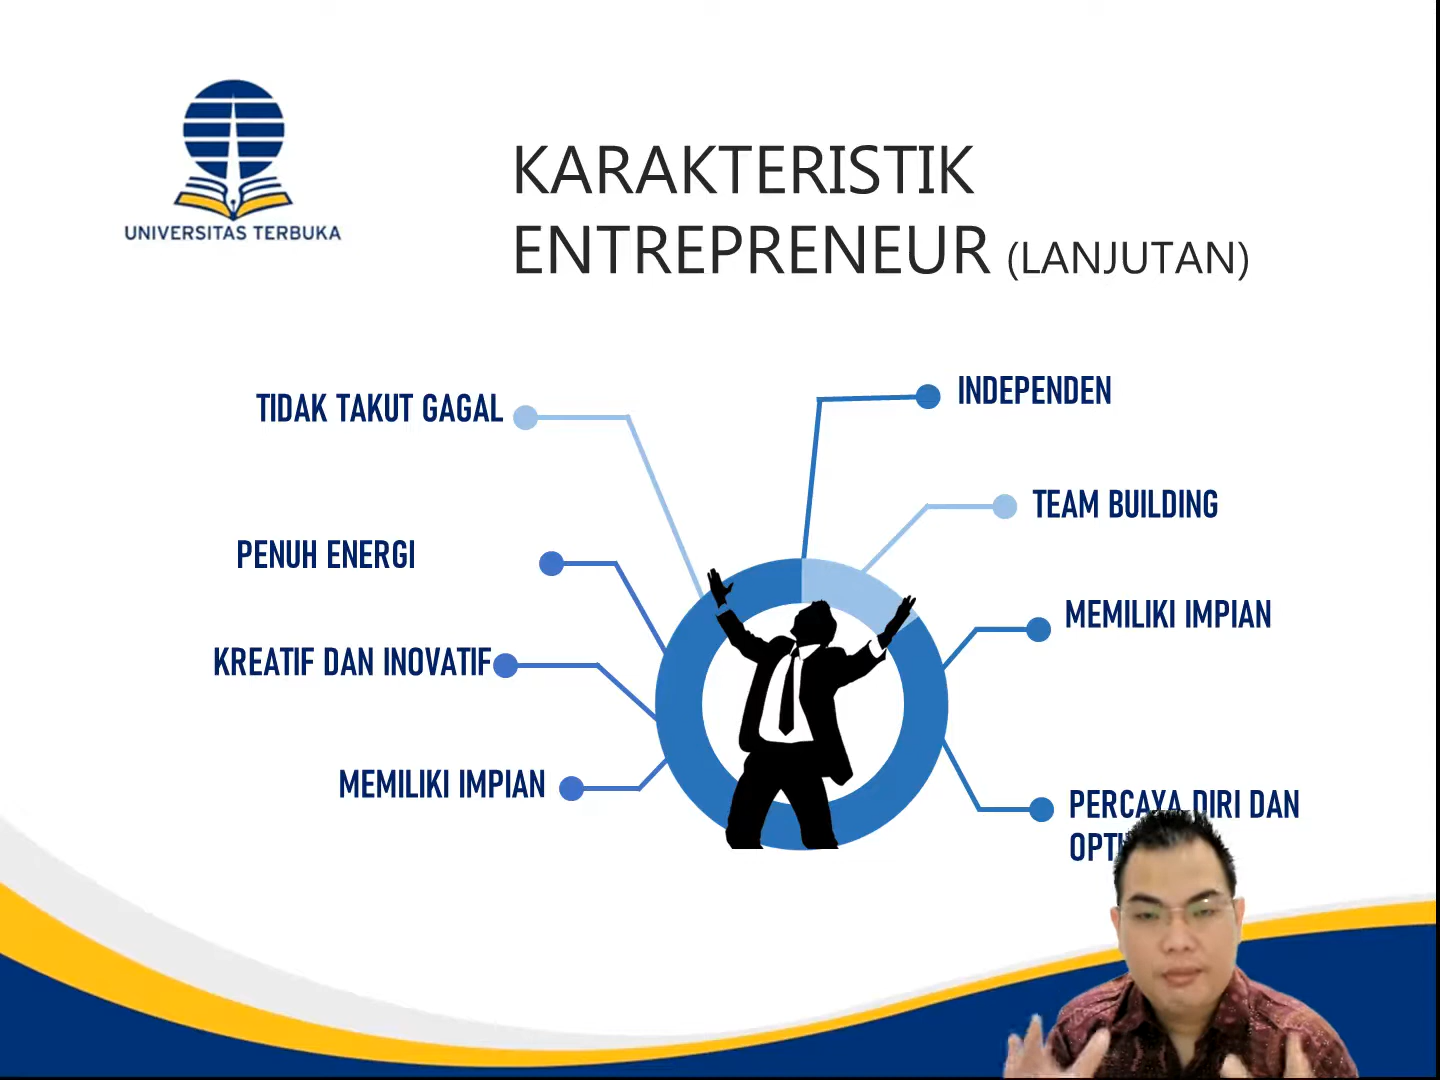 UNIVERSITAS TERBUKA
KARAKTERISTIK
ENTREPRENEUR (LANJUTAN)
TIDAK TAKUT GAGAL
INDEPENDEN
TEAM BUILDING
PENUH ENERGI
MEMILIKI IMPIAN
KREATIF DAN INOVATIF
MEMILIKI IMPIAN
PERCAYA DIRI DAN